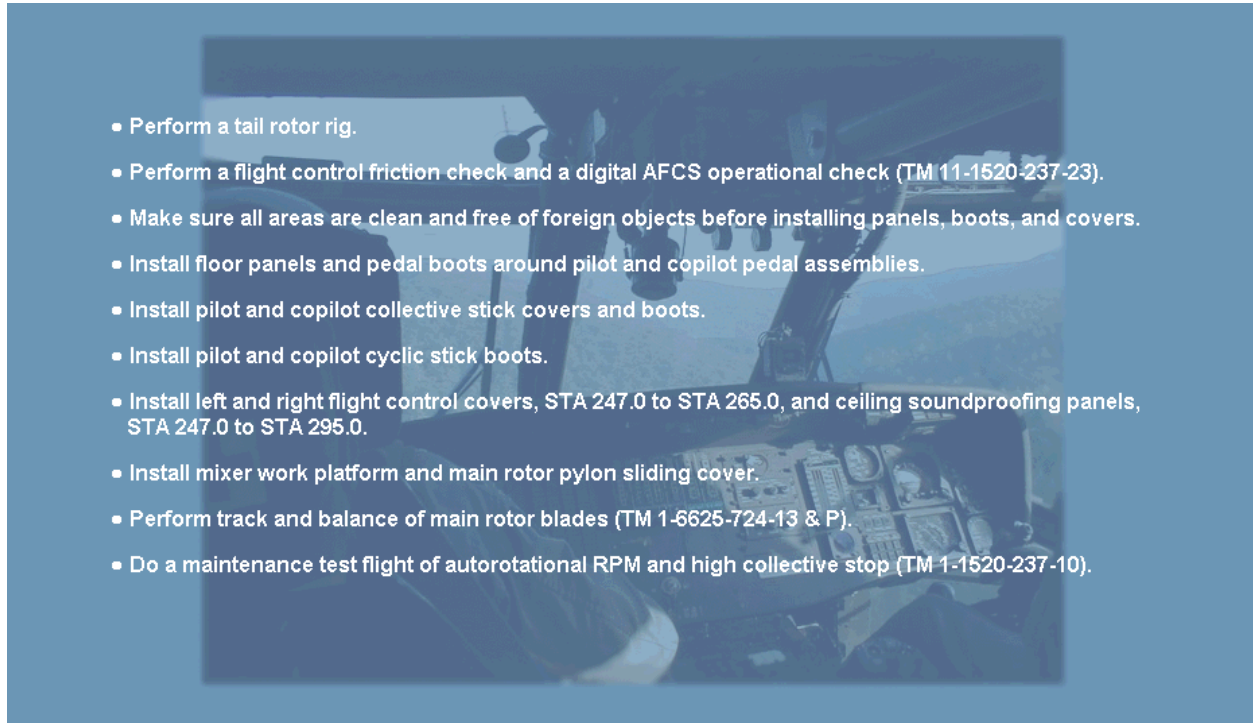 • Perform a tail rotor rig.
• Perform a flight control friction check and a digital AFCS operational check (TM 11-1520-237-23).
• Make sure all areas are clean and free of foreign objects before installing panels, boots, and covers.
• Install floor panels and pedal boots around pilot and copilot pedal assemblies.
• Install pilot and copilot collective stick covers and boots.
• Install pilot and copilot cyclic stick boots.
• Install left and right flight control covers, STA 247.0 to STA 265.0, and ceiling soundproofing panels,
STA 247.0 to STA 295.0.
• Install mixer work platform and main rotor pylon sliding cover.
• Perform track and balance of main rotor blades (TM 1-6625-724-13 & P).
• Do a maintenance test flight of autorotational RPM and high collective stop (TM 1-1520-237-10).